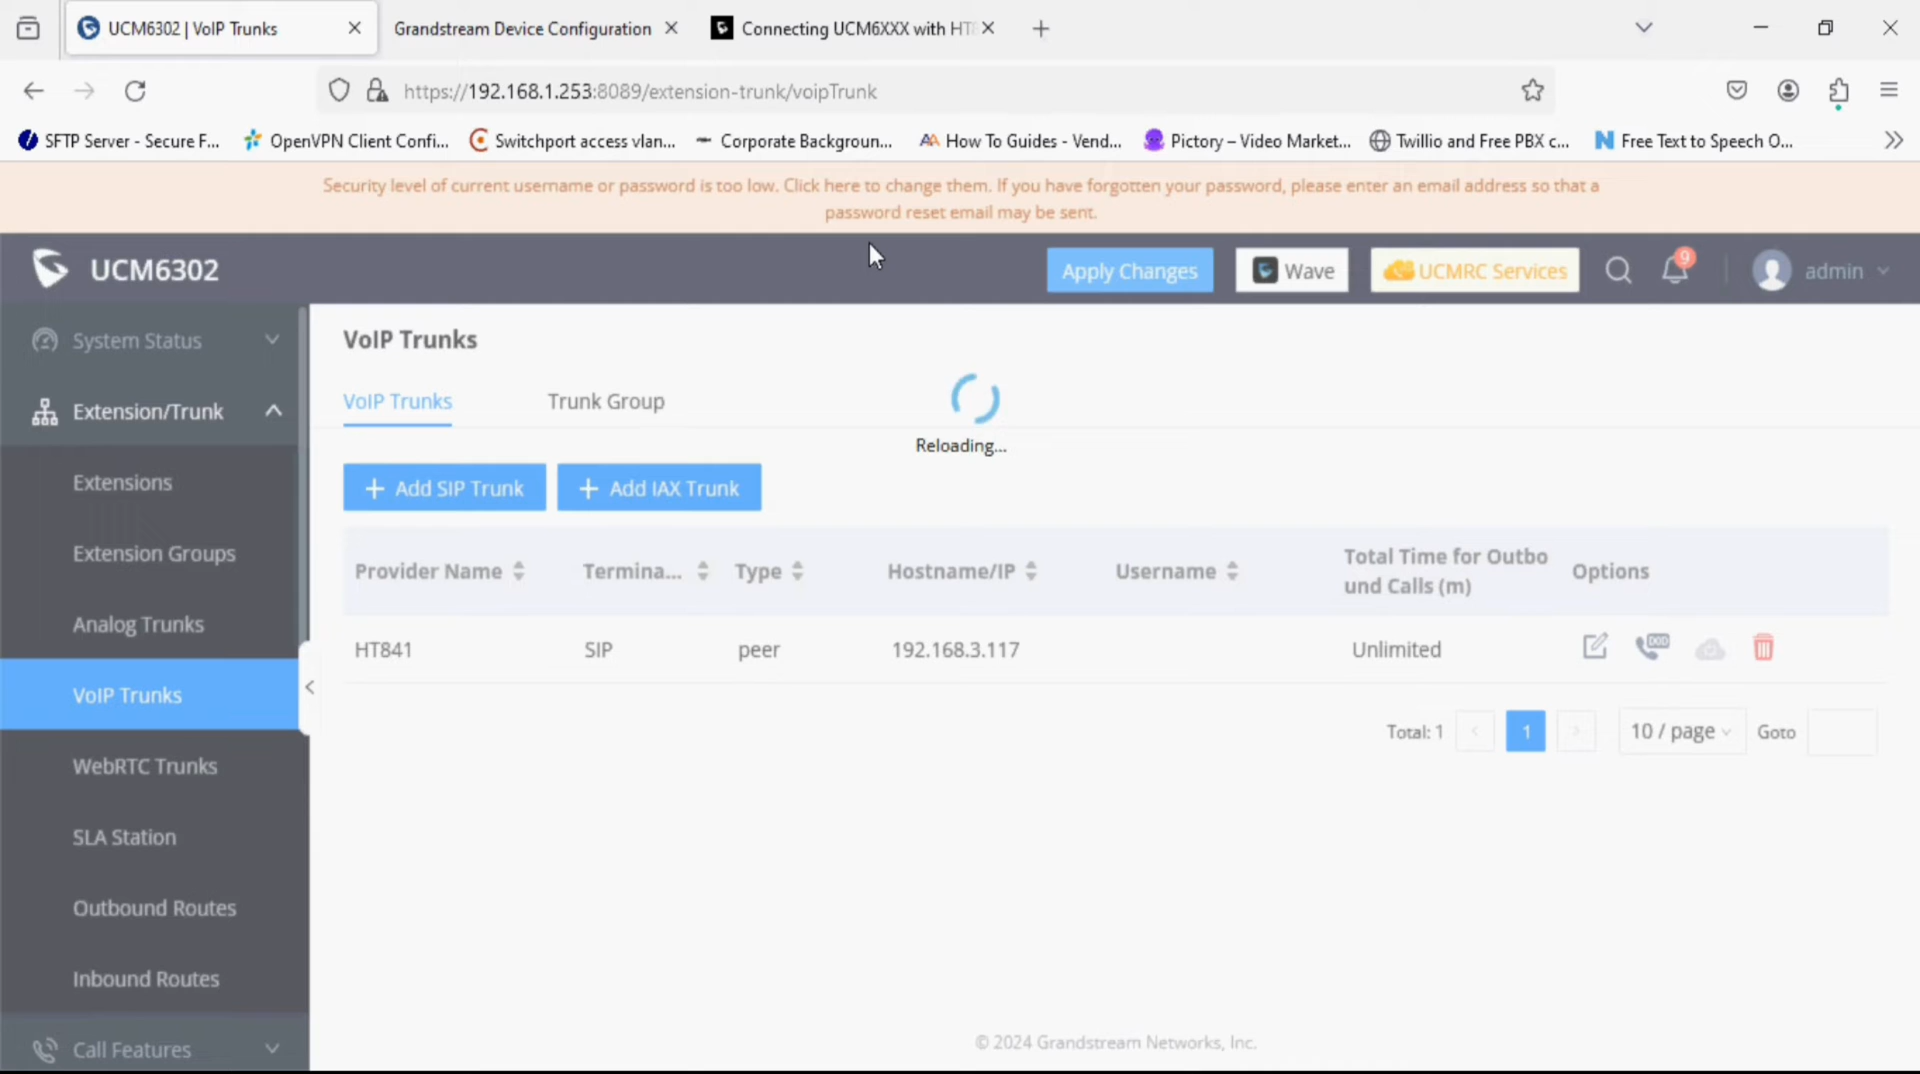 UCM6302 | VoIP Trunks
Grandstream Device Configuration
Connecting UCM6XXX with HT8
https://192.168.1.253:8089/extension-trunk/voipTrunk
SFTP Server - Secure F...
OpenVPN Client Confi...
Switchport access vlan...
Corporate Backgroun...
How To Guides - Vend...
Pictory – Video Market...
Twillio and Free PBX c...
Free Text to Speech O...
Security level of current username or password is too low. Click here to change them. If you have forgotten your password, please enter an email address so that a
password reset email may be sent.
UCM6302
Apply Changes
Wave
UCMRC Services
9
admin
System Status
Extension/Trunk
Extensions
Extension Groups
Analog Trunks
VoIP Trunks
WebRTC Trunks
SLA Station
Outbound Routes
Inbound Routes
Call Features
VoIP Trunks
VoIP Trunks
Trunk Group
Reloading...
+ Add SIP Trunk
+ Add IAX Trunk
Provider Name
Termina...
Type
Hostname/IP
Username
Total Time for Outbo
und Calls (m)
Options
HT841
SIP
peer
192.168.3.117
Unlimited
Total: 1
1
10 / page
Goto
© 2024 Grandstream Networks, Inc.